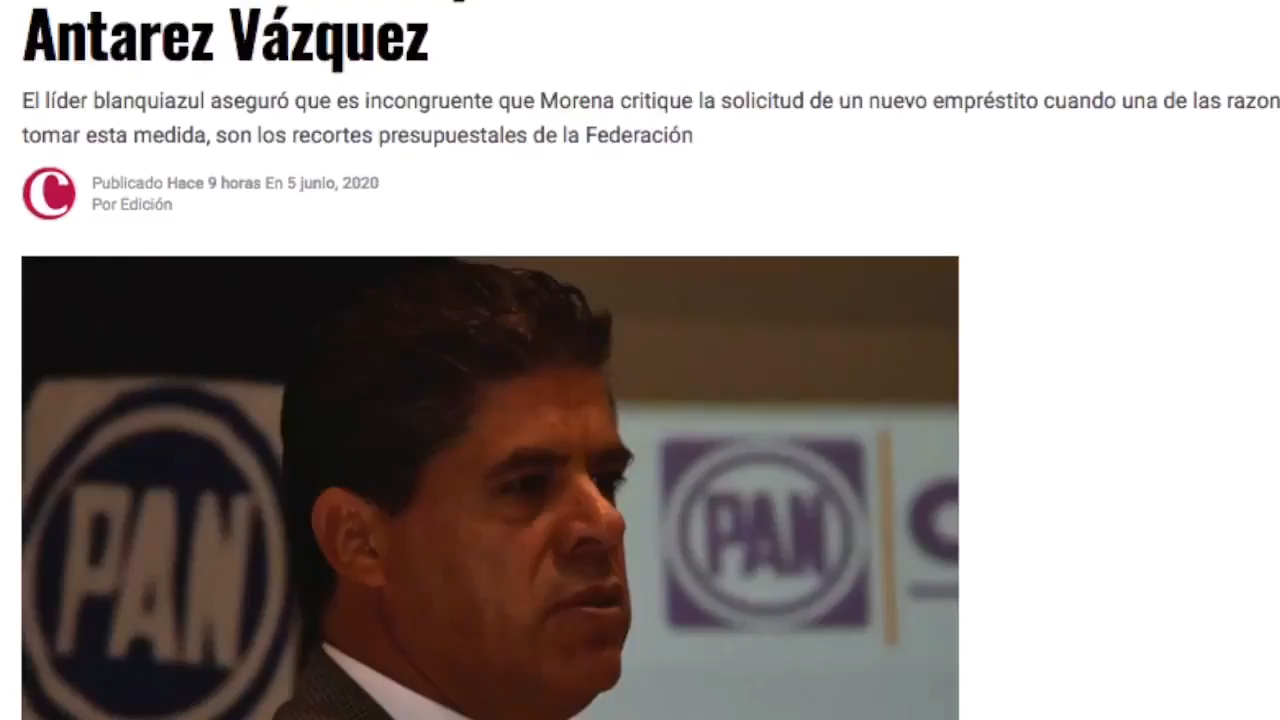 Antarez Vázquez
El líder blanquiazul aseguró que es incongruente que Morena critique la solicitud de un nuevo empréstito cuando una de las razon
tomar esta medida, son los recortes presupuestales de la Federación
C
Publicado Hace 9 horas En 5 junio, 2020
Por Edición
PAN
PAN